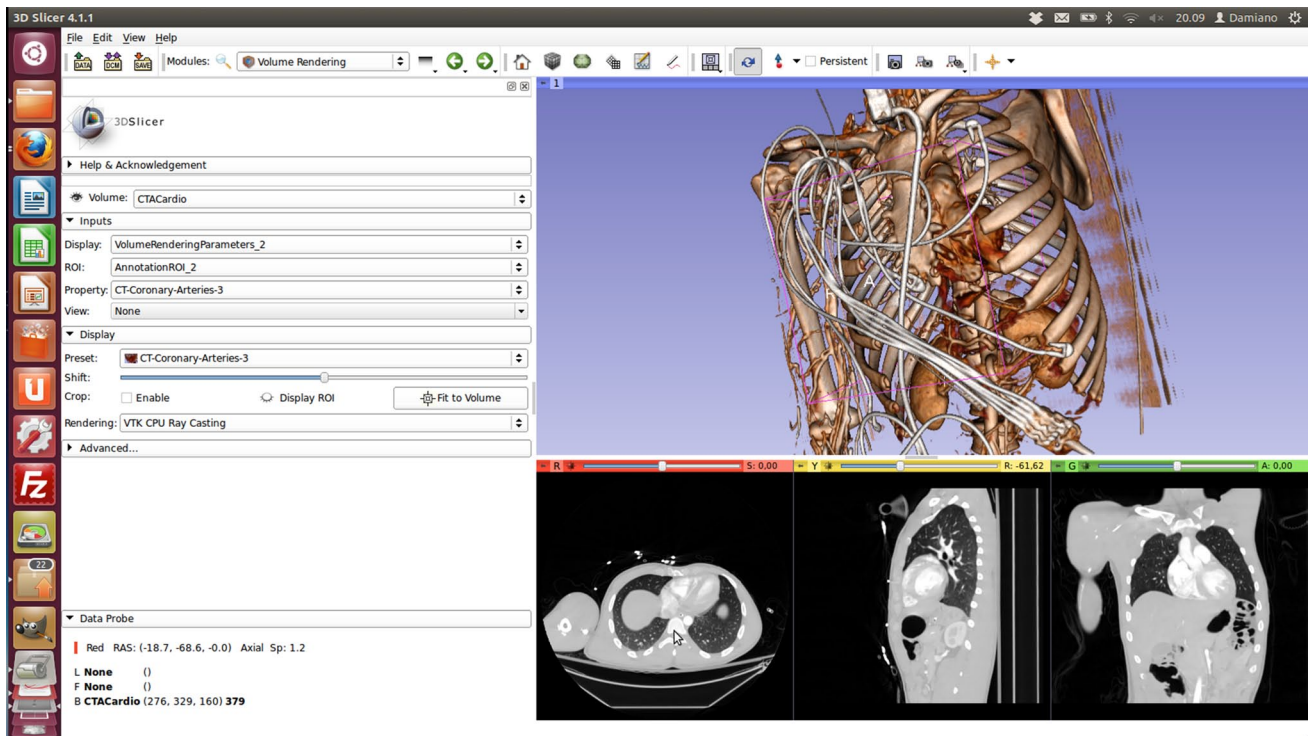 3D Slicer 4.1.1
20.09 Damiano
File Edit View Help
DATA DCM SAVE Modules: Volume Rendering Persistent
1
3DSlicer
Help & Acknowledgement
Volume: CTACardio
Inputs
Display: VolumeRenderingParameters_2
ROI: AnnotationROI_2
Property: CT-Coronary-Arteries-3
View: None
Display
Preset: CT-Coronary-Arteries-3
Shift:
Crop: Enable Display ROI Fit to Volume
Rendering: VTK CPU Ray Casting
Advanced...
A
R S: 0,00 Y R: -61,62 G A: 0,00
Fz
22
Data Probe
Red RAS: (-18.7, -68.6, -0.0) Axial Sp: 1.2
L None ()
F None ()
B CTACardio (276, 329, 160) 379